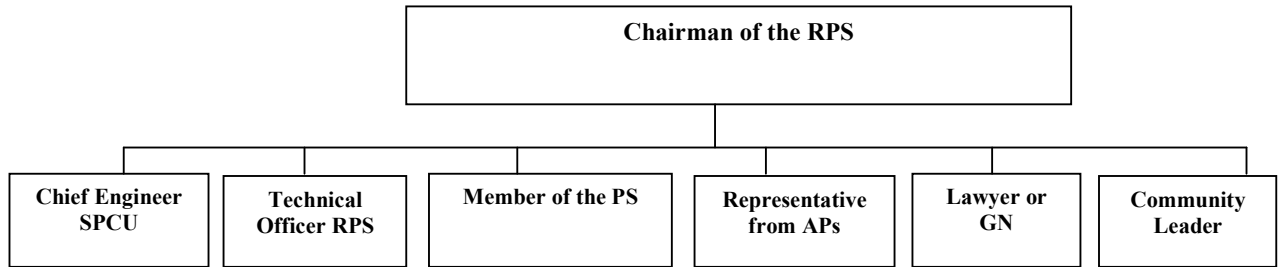 Chairman of the RPS
Chief Engineer
SPCU
Technical
Officer RPS
Member of the PS
Representative
from APs
Lawyer or
GN
Community
Leader